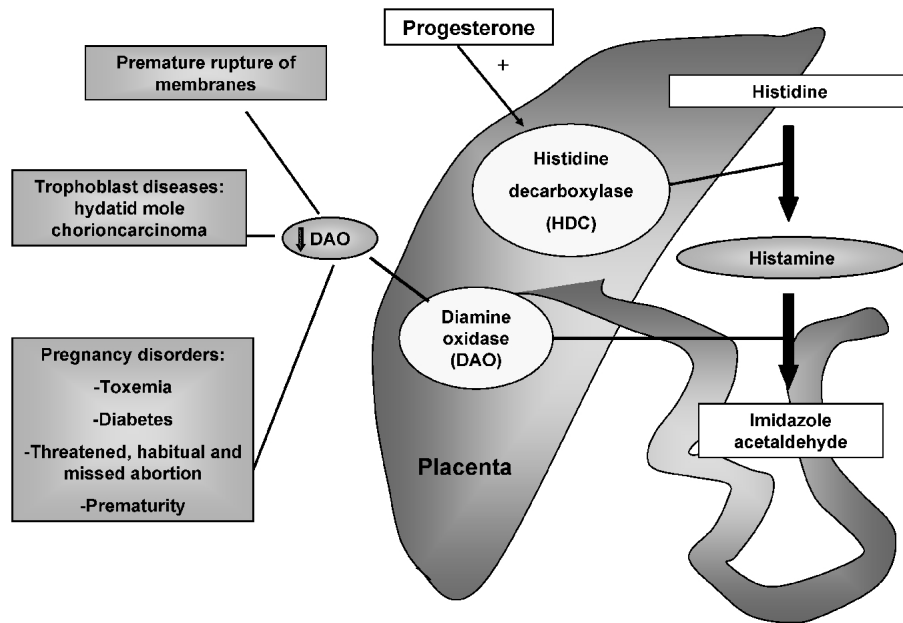 Progesterone
+
Premature rupture of
membranes
Histidine
Histidine
decarboxylase
(HDC)
Trophoblast diseases:
hydatid mole
chorioncarcinoma
DAO
Histamine
Diamine
oxidase
(DAO)
Pregnancy disorders:
-Toxemia
-Diabetes
-Threatened, habitual and
missed abortion
-Prematurity
Imidazole
acetaldehyde
Placenta